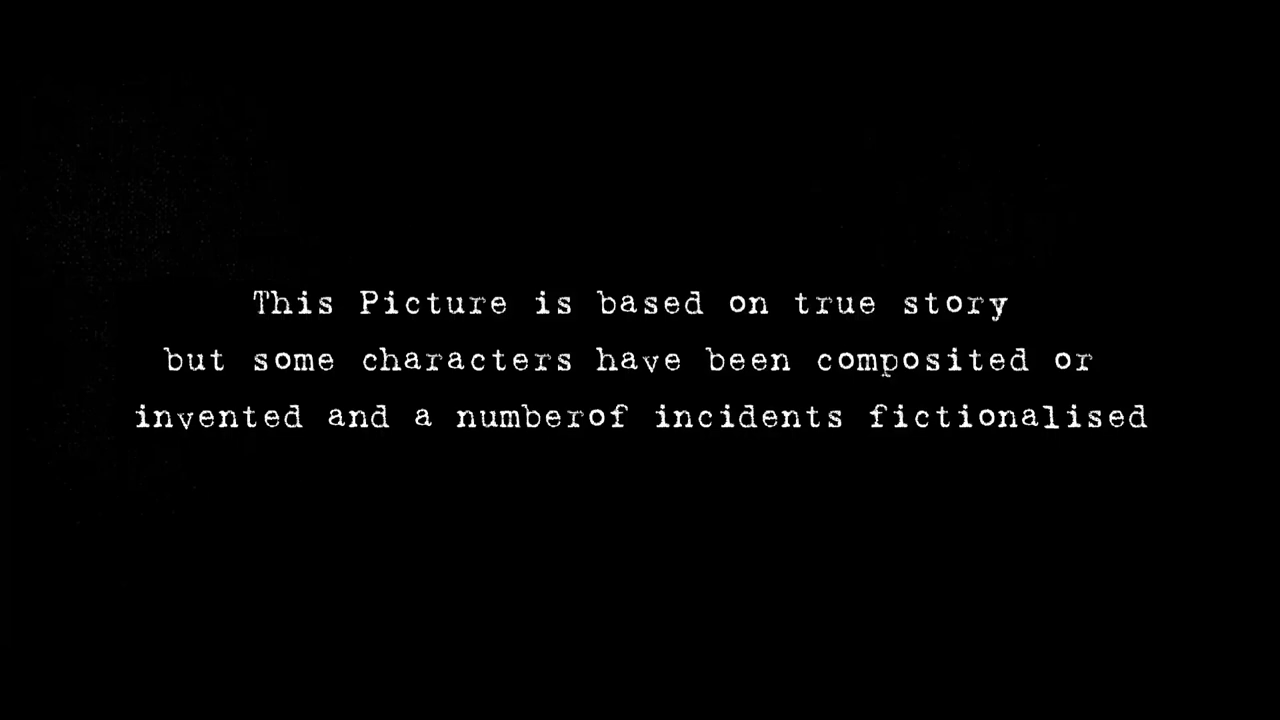 This Picture is based on true story
but some characters have been composited or
invented and a numberof incidents fictionalised